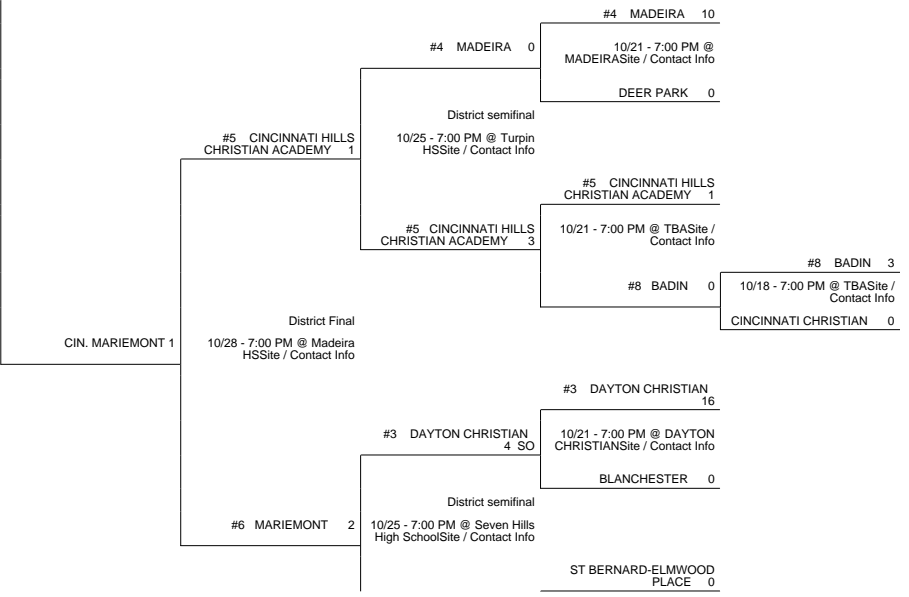 #4 MADEIRA 10
#4 MADEIRA 0
10/21 - 7:00 PM @
MADEIRASite / Contact Info
DEER PARK 0
District semifinal
#5 CINCINNATI HILLS
CHRISTIAN ACADEMY 1
10/25 - 7:00 PM @ Turpin
HSSite / Contact Info
#5 CINCINNATI HILLS
CHRISTIAN ACADEMY 1
#5 CINCINNATI HILLS
CHRISTIAN ACADEMY 3
10/21 - 7:00 PM @ TBASite /
Contact Info
#8 BADIN 3
#8 BADIN 0
10/18 - 7:00 PM @ TBASite /
Contact Info
CINCINNATI CHRISTIAN 0
District Final
CIN. MARIEMONT 1
10/28 - 7:00 PM @ Madeira
HSSite / Contact Info
#3 DAYTON CHRISTIAN
16
#3 DAYTON CHRISTIAN
4 SO
10/21 - 7:00 PM @ DAYTON
CHRISTIANSite / Contact Info
BLANCHESTER 0
District semifinal
#6 MARIEMONT 2
10/25 - 7:00 PM @ Seven Hills
High SchoolSite / Contact Info
ST BERNARD-ELMWOOD
PLACE 0